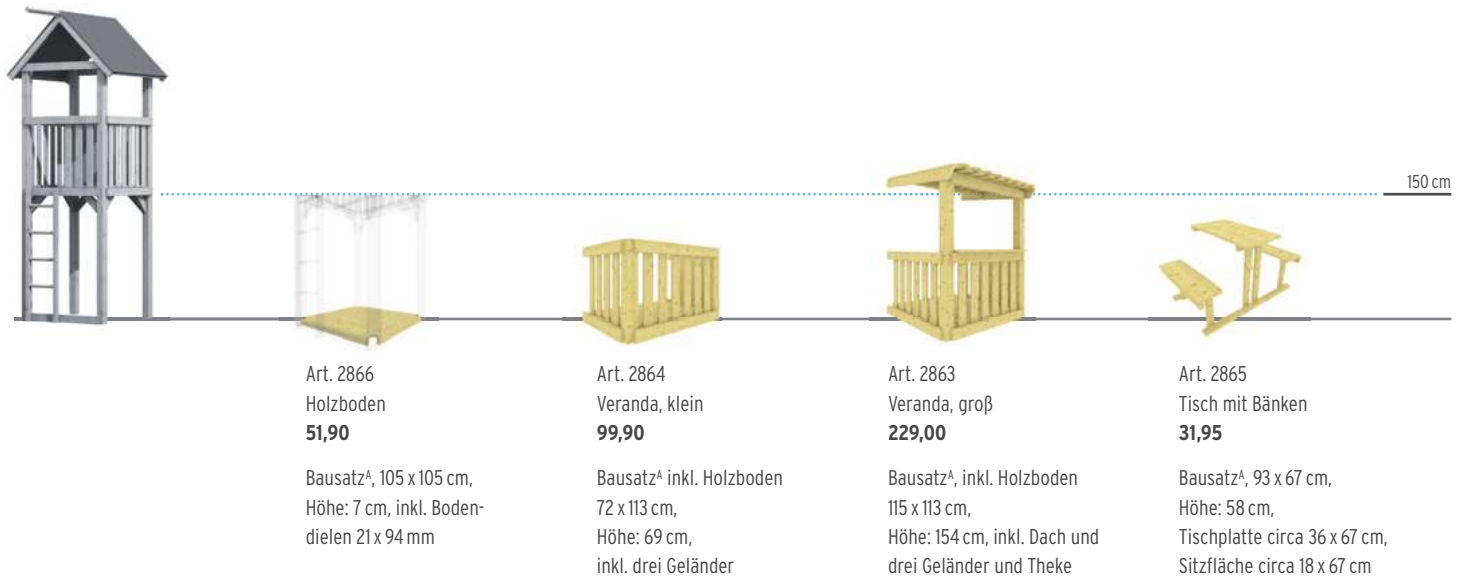 150 cm
Art. 2866
Holzboden
51,90
Bausatzᴬ, 105 x 105 cm,
Höhe: 7 cm, inkl. Boden-
dielen 21 x 94 mm
Art. 2864
Veranda, klein
99,90
Bausatzᴬ inkl. Holzboden
72 x 113 cm,
Höhe: 69 cm,
inkl. drei Geländer
Art. 2863
Veranda, groß
229,00
Bausatzᴬ, inkl. Holzboden
115 x 113 cm,
Höhe: 154 cm, inkl. Dach und
drei Geländer und Theke
Art. 2865
Tisch mit Bänken
31,95
Bausatzᴬ, 93 x 67 cm,
Höhe: 58 cm,
Tischplatte circa 36 x 67 cm,
Sitzfläche circa 18 x 67 cm